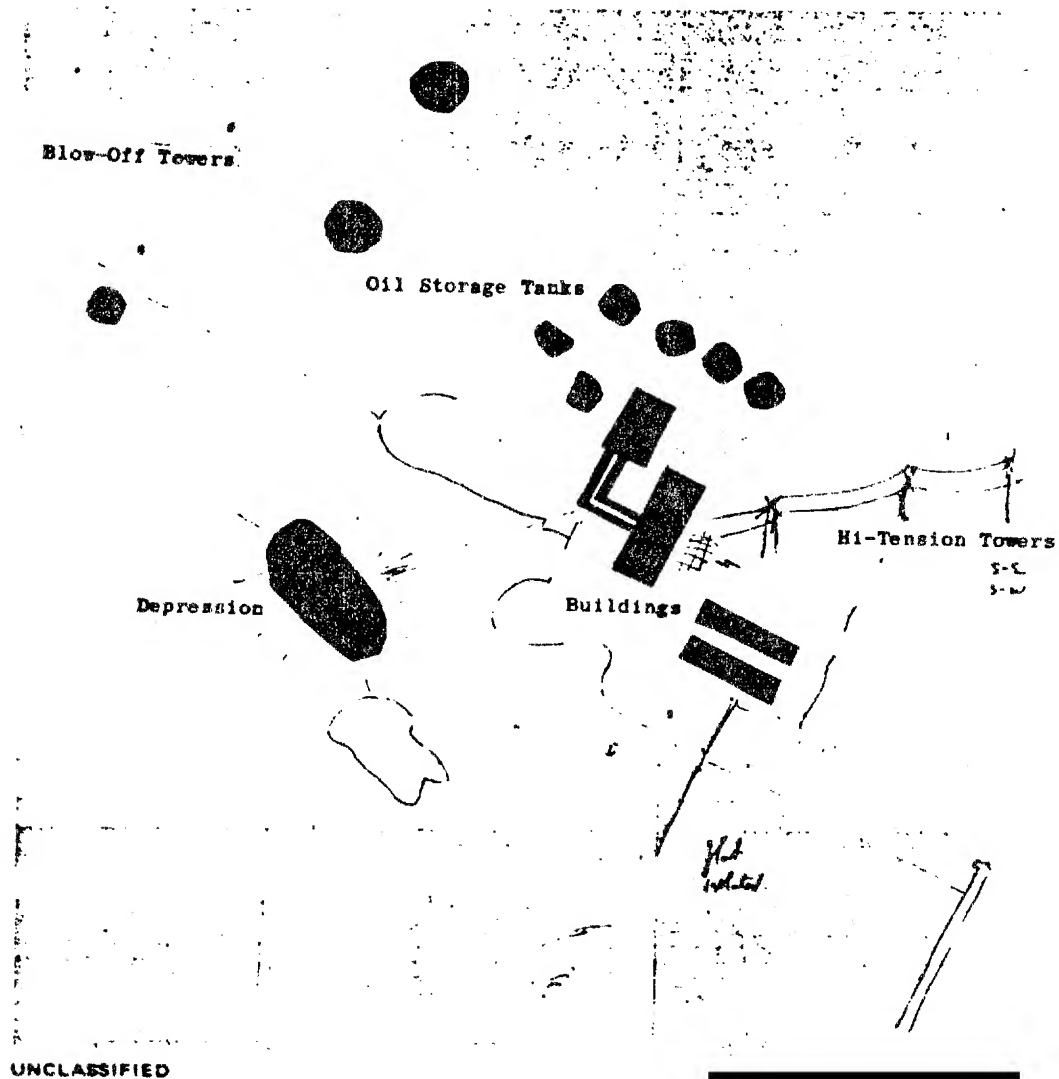 Blow-Off Towers
Oil Storage Tanks
Hi-Tension Towers
S-E
S-W
Depression
Buildings
UNCLASSIFIED